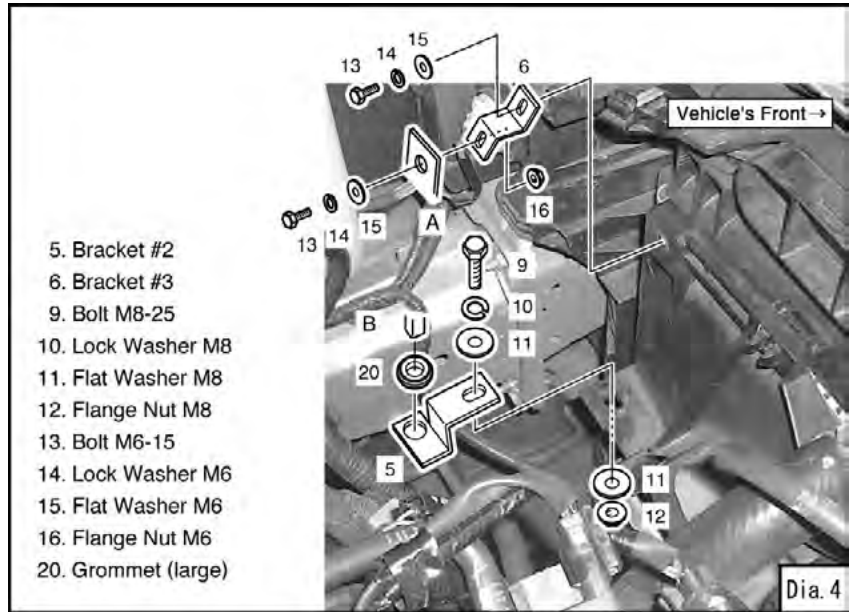 15
14
6
13
Vehicle's Front→
16
A
15
14
13
5. Bracket #2
6. Bracket #3
9. Bolt M8-25
10. Lock Washer M8
11. Flat Washer M8
12. Flange Nut M8
13. Bolt M6-15
14. Lock Washer M6
15. Flat Washer M6
16. Flange Nut M6
20. Grommet (large)
9
10
B
11
20
5
11
12
Dia. 4